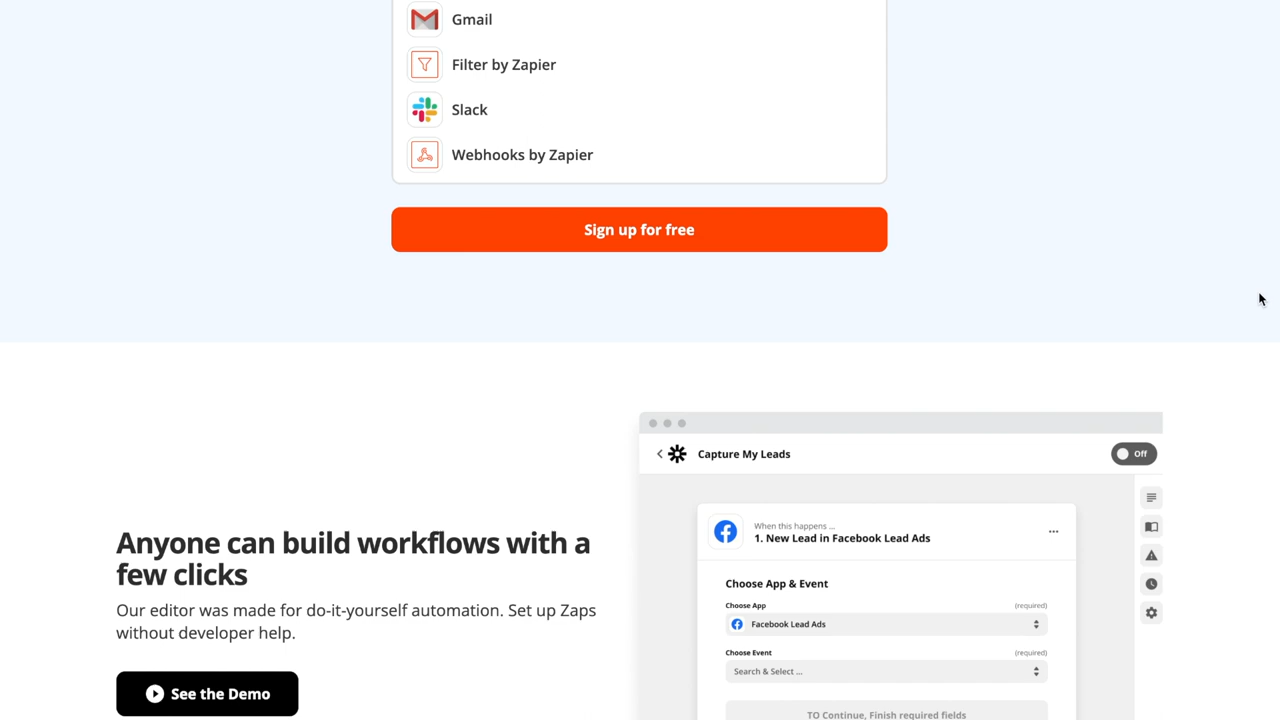 Gmail
Filter by Zapier
Slack
Webhooks by Zapier
Sign up for free
Capture My Leads
Off
When this happens ...
1. New Lead in Facebook Lead Ads
Choose App & Event
Choose App (required)
Facebook Lead Ads
Choose Event (required)
Search & Select ...
TO Continue, Finish required fields
Anyone can build workflows with a
few clicks
Our editor was made for do-it-yourself automation. Set up Zaps
without developer help.
See the Demo